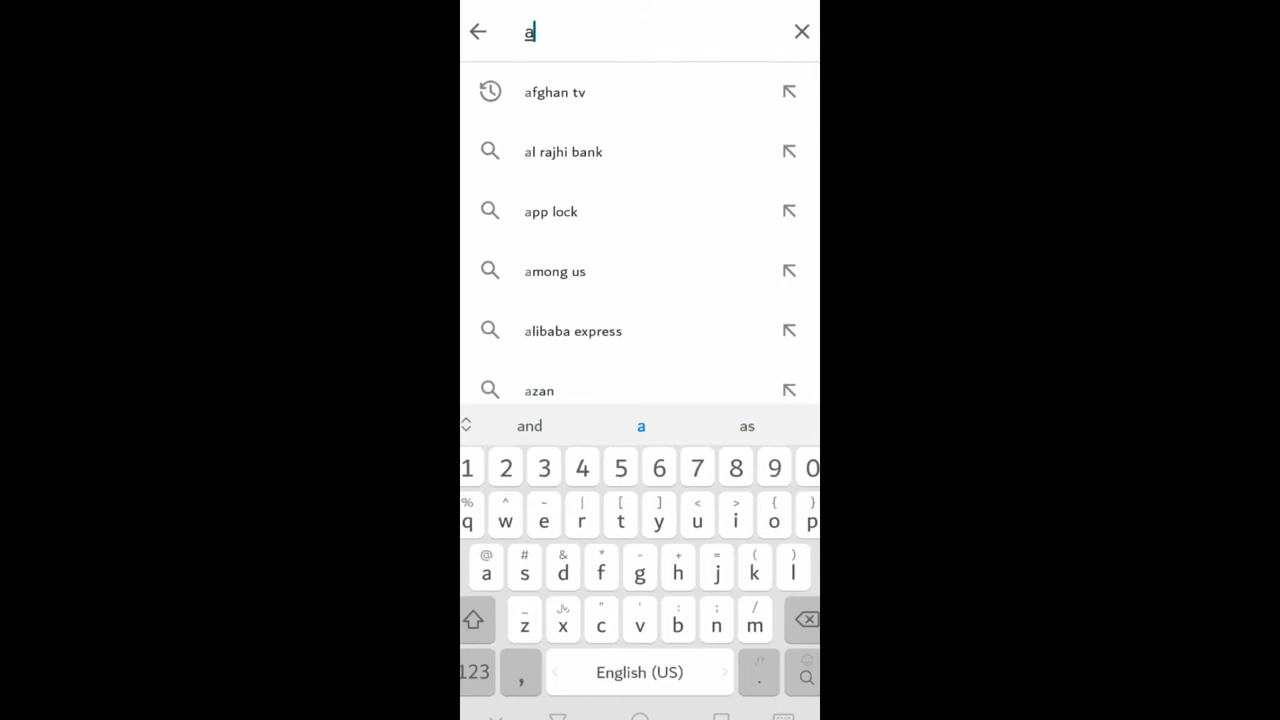 a
afghan tv
al rajhi bank
app lock
among us
alibaba express
azan
and a as
1 2 3 4 5 6 7 8 9 0
% ^ ~ | [ ] < > { }
q w e r t y u i o p
@ # & * - + = ( )
a s d f g h j k l
_ ﷼ " ' : ; /
z x c v b n m
!?
123 , English (US) .